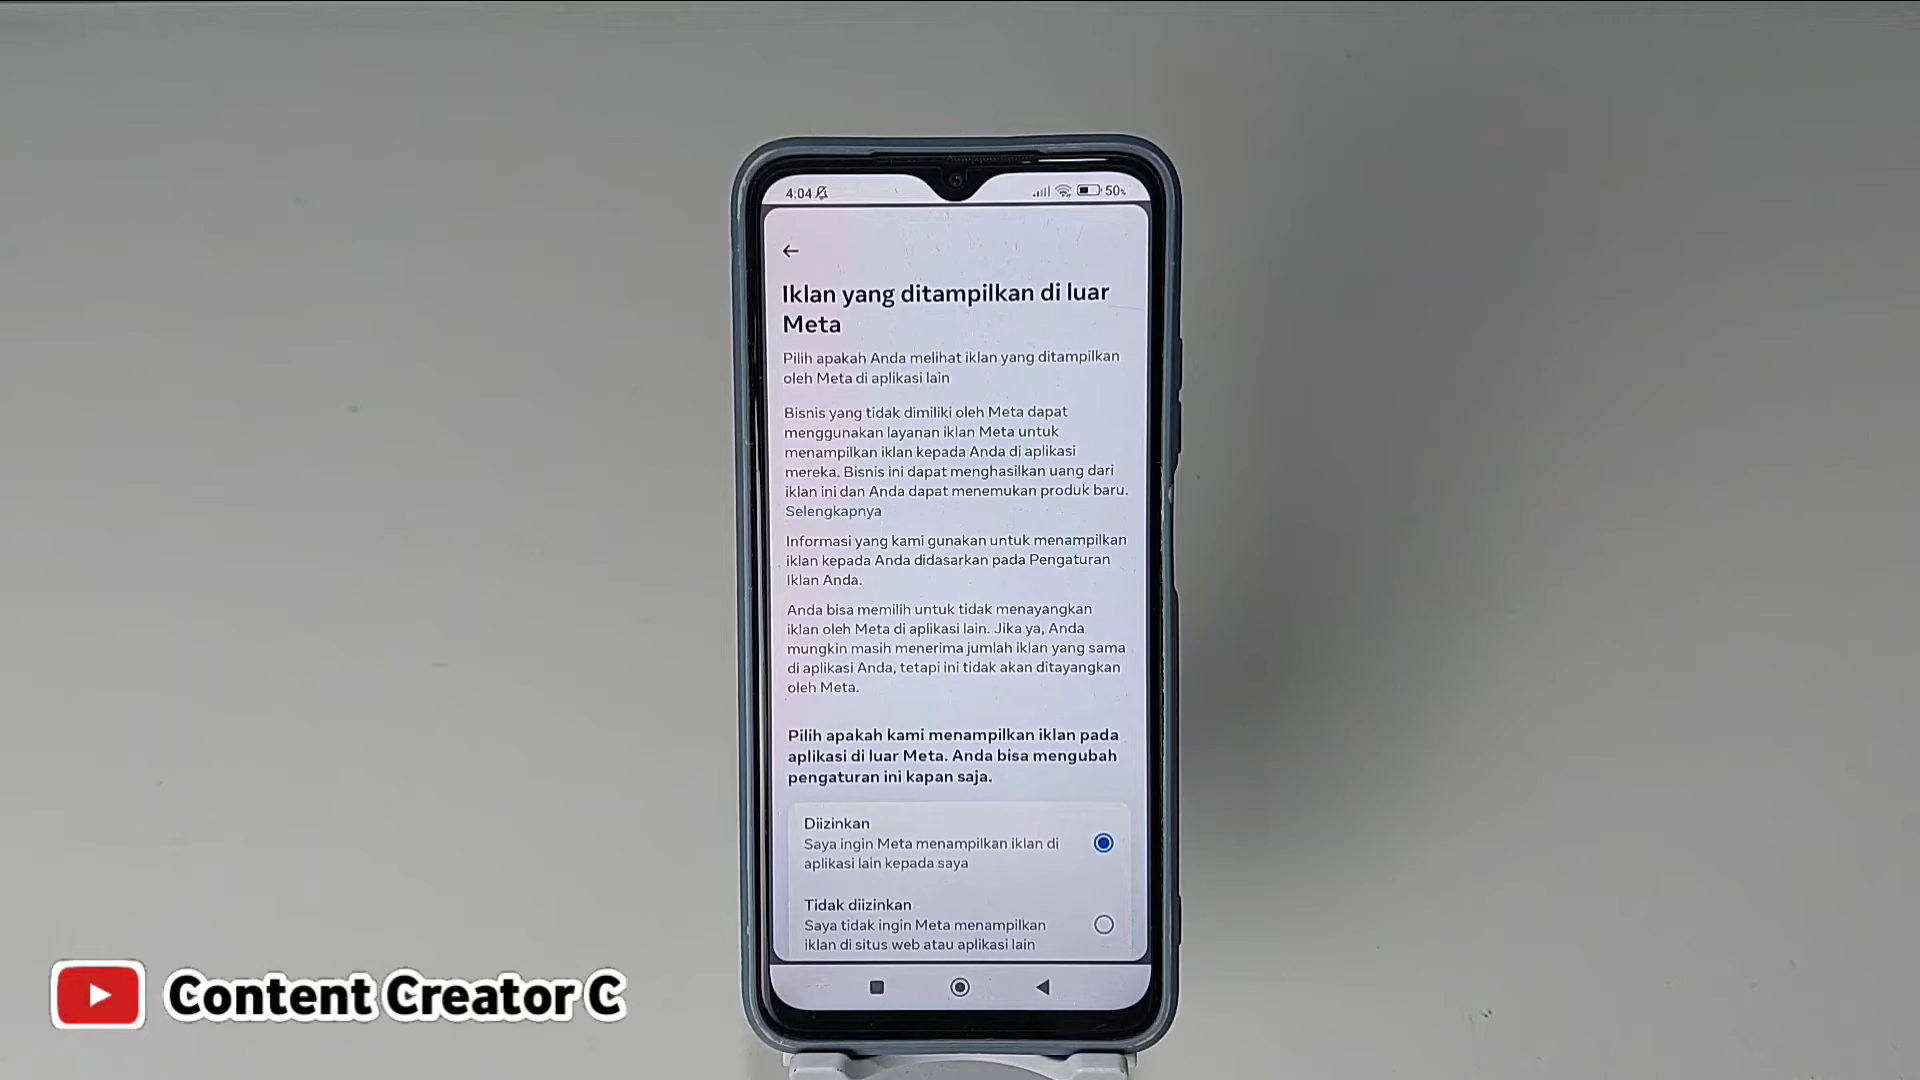 4:04
50%
Iklan yang ditampilkan di luar
Meta
Pilih apakah Anda melihat iklan yang ditampilkan
oleh Meta di aplikasi lain
Bisnis yang tidak dimiliki oleh Meta dapat
menggunakan layanan iklan Meta untuk
menampilkan iklan kepada Anda di aplikasi
mereka. Bisnis ini dapat menghasilkan uang dari
iklan ini dan Anda dapat menemukan produk baru.
Selengkapnya
Informasi yang kami gunakan untuk menampilkan
iklan kepada Anda didasarkan pada Pengaturan
Iklan Anda.
Anda bisa memilih untuk tidak menayangkan
iklan oleh Meta di aplikasi lain. Jika ya, Anda
mungkin masih menerima jumlah iklan yang sama
di aplikasi Anda, tetapi ini tidak akan ditayangkan
oleh Meta.
Pilih apakah kami menampilkan iklan pada
aplikasi di luar Meta. Anda bisa mengubah
pengaturan ini kapan saja.
Diizinkan
Saya ingin Meta menampilkan iklan di
aplikasi lain kepada saya
Tidak diizinkan
Saya tidak ingin Meta menampilkan
iklan di situs web atau aplikasi lain
Content Creator C